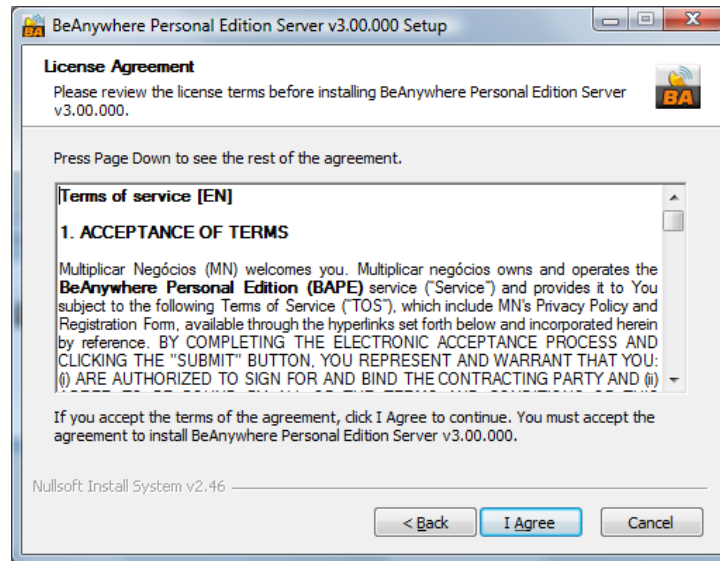 BeAnywhere Personal Edition Server v3.00.000 Setup
BA
License Agreement
Please review the license terms before installing BeAnywhere Personal Edition Server
v3.00.000.
BA
Press Page Down to see the rest of the agreement.
Terms of service [EN]
1. ACCEPTANCE OF TERMS
Multiplicar Negócios (MN) welcomes you. Multiplicar negócios owns and operates the
BeAnywhere Personal Edition (BAPE) service ("Service") and provides it to You
subject to the following Terms of Service ("TOS"), which include MN's Privacy Policy and
Registration Form, available through the hyperlinks set forth below and incorporated herein
by reference. BY COMPLETING THE ELECTRONIC ACCEPTANCE PROCESS AND
CLICKING THE "SUBMIT" BUTTON, YOU REPRESENT AND WARRANT THAT YOU:
(i) ARE AUTHORIZED TO SIGN FOR AND BIND THE CONTRACTING PARTY AND (ii)
If you accept the terms of the agreement, click I Agree to continue. You must accept the
agreement to install BeAnywhere Personal Edition Server v3.00.000.
Nullsoft Install System v2.46
< Back
I Agree
Cancel